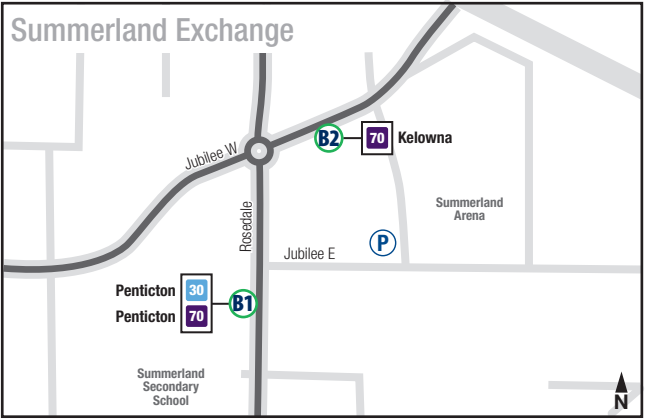 Summerland Exchange
Jubilee W
B2
70
Kelowna
Summerland
Arena
Rosedale
P
Jubilee E
Penticton 30
Penticton 70
B1
Summerland
Secondary
School
N